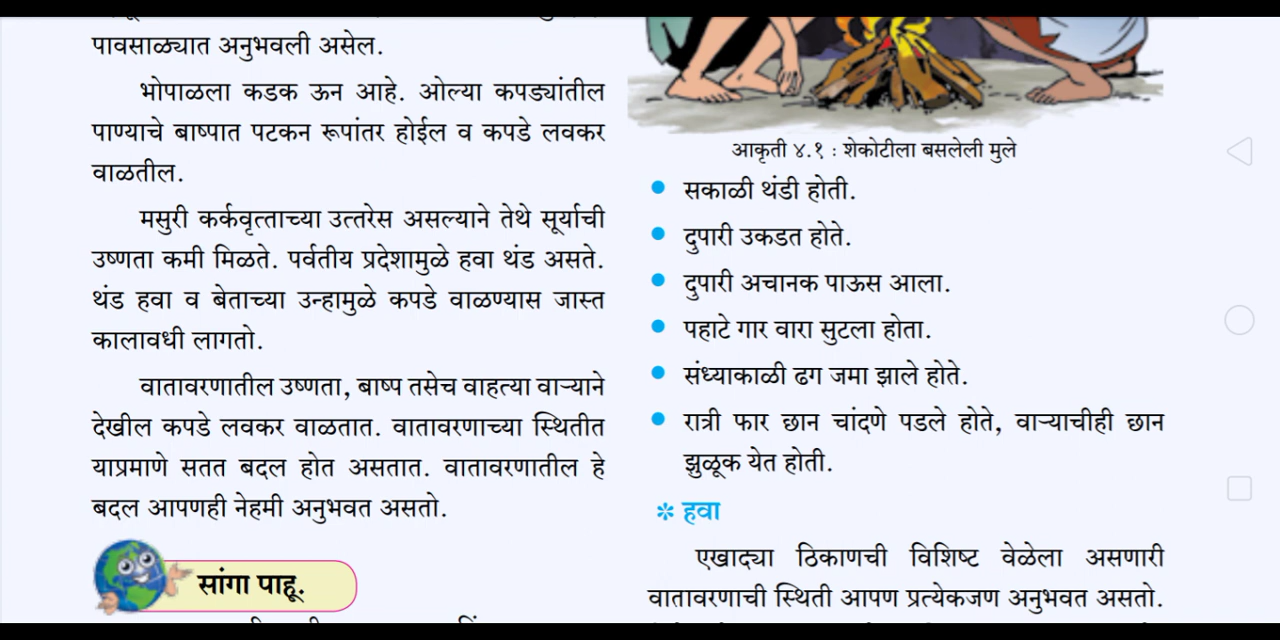 पावसाळ्यात अनुभवली असेल.
भोपाळला कडक ऊन आहे. ओल्या कपड्यांतील
पाण्याचे बाष्पात पटकन रूपांतर होईल व कपडे लवकर
वाळतील.
मसुरी कर्कवृत्ताच्या उत्तरेस असल्याने तेथे सूर्याची
उष्णता कमी मिळते. पर्वतीय प्रदेशामुळे हवा थंड असते.
थंड हवा व बेताच्या उन्हामुळे कपडे वाळण्यास जास्त
कालावधी लागतो.
वातावरणातील उष्णता, बाष्प तसेच वाहत्या वाऱ्याने
देखील कपडे लवकर वाळतात. वातावरणाच्या स्थितीत
याप्रमाणे सतत बदल होत असतात. वातावरणातील हे
बदल आपणही नेहमी अनुभवत असतो.
सांगा पाहू.
आकृती ४.१ : शेकोटीला बसलेली मुले
• सकाळी थंडी होती.
• दुपारी उकडत होते.
• दुपारी अचानक पाऊस आला.
• पहाटे गार वारा सुटला होता.
• संध्याकाळी ढग जमा झाले होते.
• रात्री फार छान चांदणे पडले होते, वाऱ्याचीही छान
झुळूक येत होती.
* हवा
एखाद्या ठिकाणची विशिष्ट वेळेला असणारी
वातावरणाची स्थिती आपण प्रत्येकजण अनुभवत असतो.